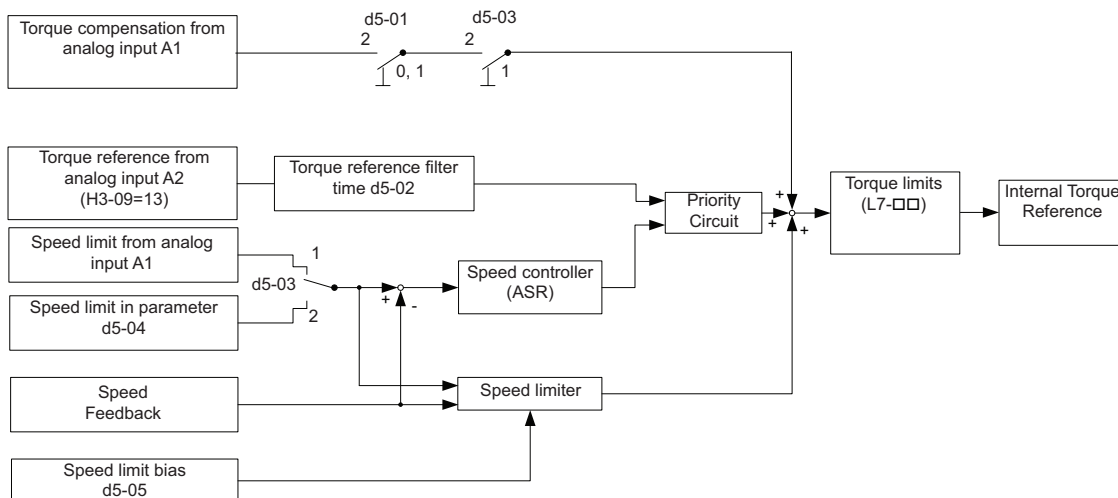 Torque compensation from
analog input A1
d5-01
2
0, 1
d5-03
2
1
Torque reference from
analog input A2
(H3-09=13)
Torque reference filter
time d5-02
Priority
Circuit
+
+
+
Torque limits
(L7-□□)
Internal Torque
Reference
Speed limit from analog
input A1
1
d5-03
2
Speed limit in parameter
d5-04
+
-
Speed controller
(ASR)
Speed
Feedback
Speed limiter
Speed limit bias
d5-05